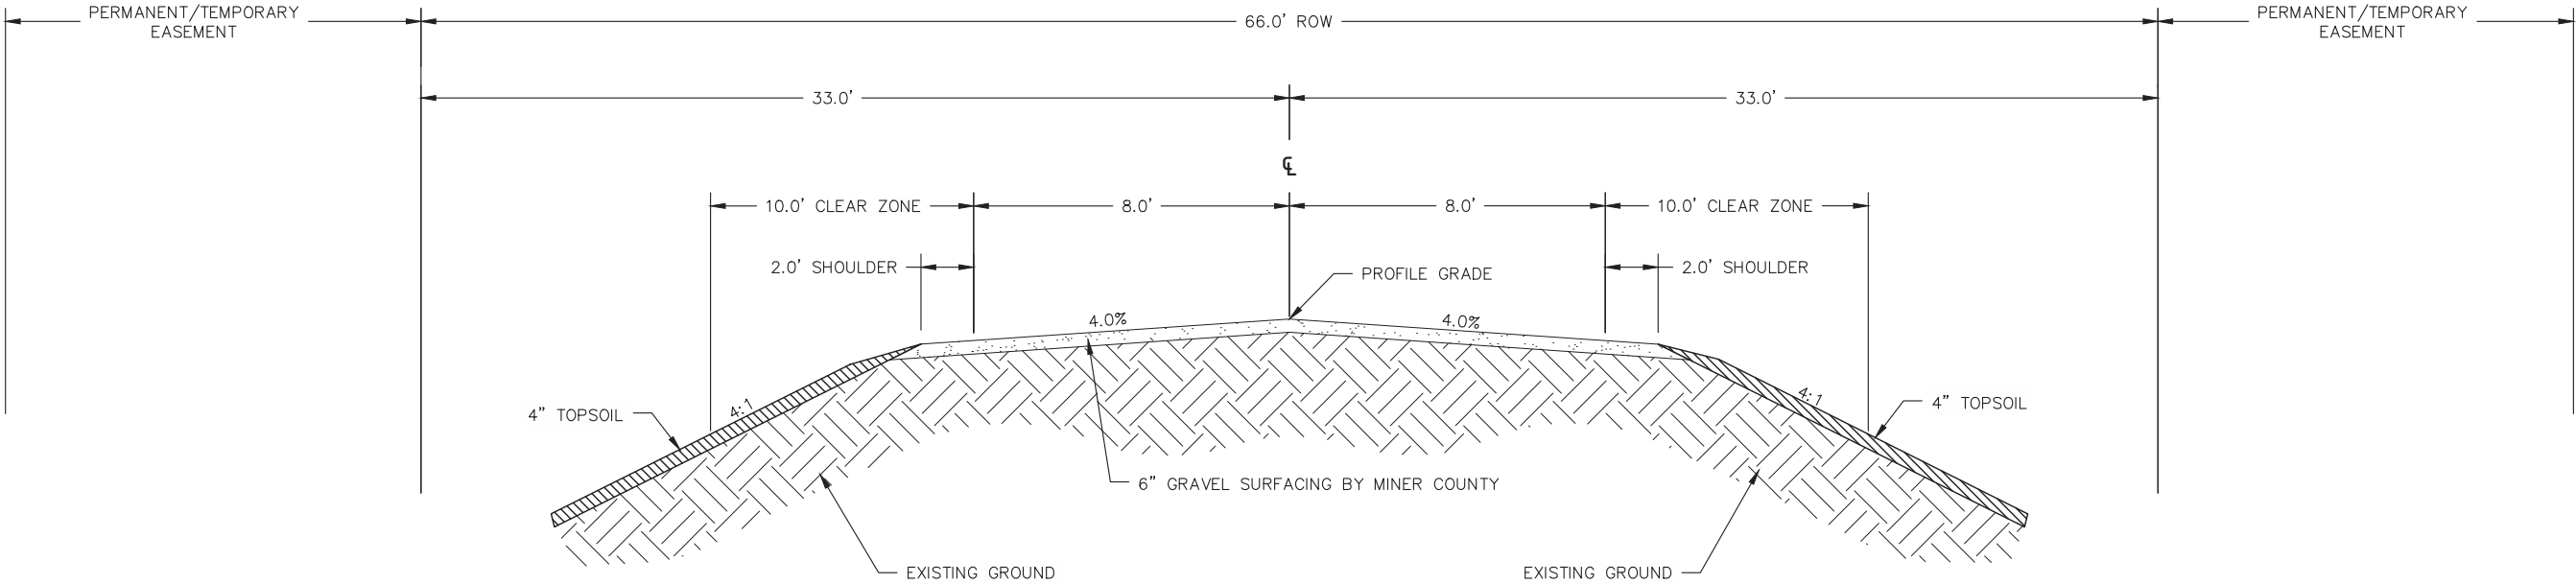 PERMANENT/TEMPORARY
EASEMENT
66.0' ROW
PERMANENT/TEMPORARY
EASEMENT
33.0'
33.0'
℄
10.0' CLEAR ZONE
8.0'
8.0'
10.0' CLEAR ZONE
2.0' SHOULDER
PROFILE GRADE
2.0' SHOULDER
4.0%
4.0%
4:1
4:1
4" TOPSOIL
4" TOPSOIL
6" GRAVEL SURFACING BY MINER COUNTY
EXISTING GROUND
EXISTING GROUND